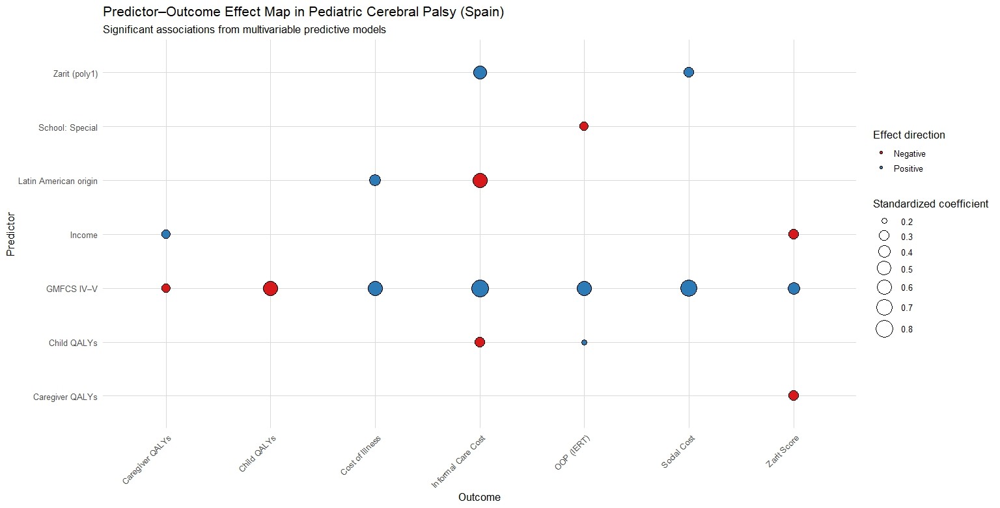 Predictor–Outcome Effect Map in Pediatric Cerebral Palsy (Spain)
Significant associations from multivariable predictive models
Zarit (poly1)
School: Special
Latin American origin
Income
GMFCS IV–V
Child QALYs
Caregiver QALYs
Predictor
Caregiver QALYs
Child QALYs
Cost of Illness
Informal Care Cost
OOP (IERT)
Social Cost
Zarit Score
Outcome
Effect direction
Negative
Positive
Standardized coefficient
0.2
0.3
0.4
0.5
0.6
0.7
0.8